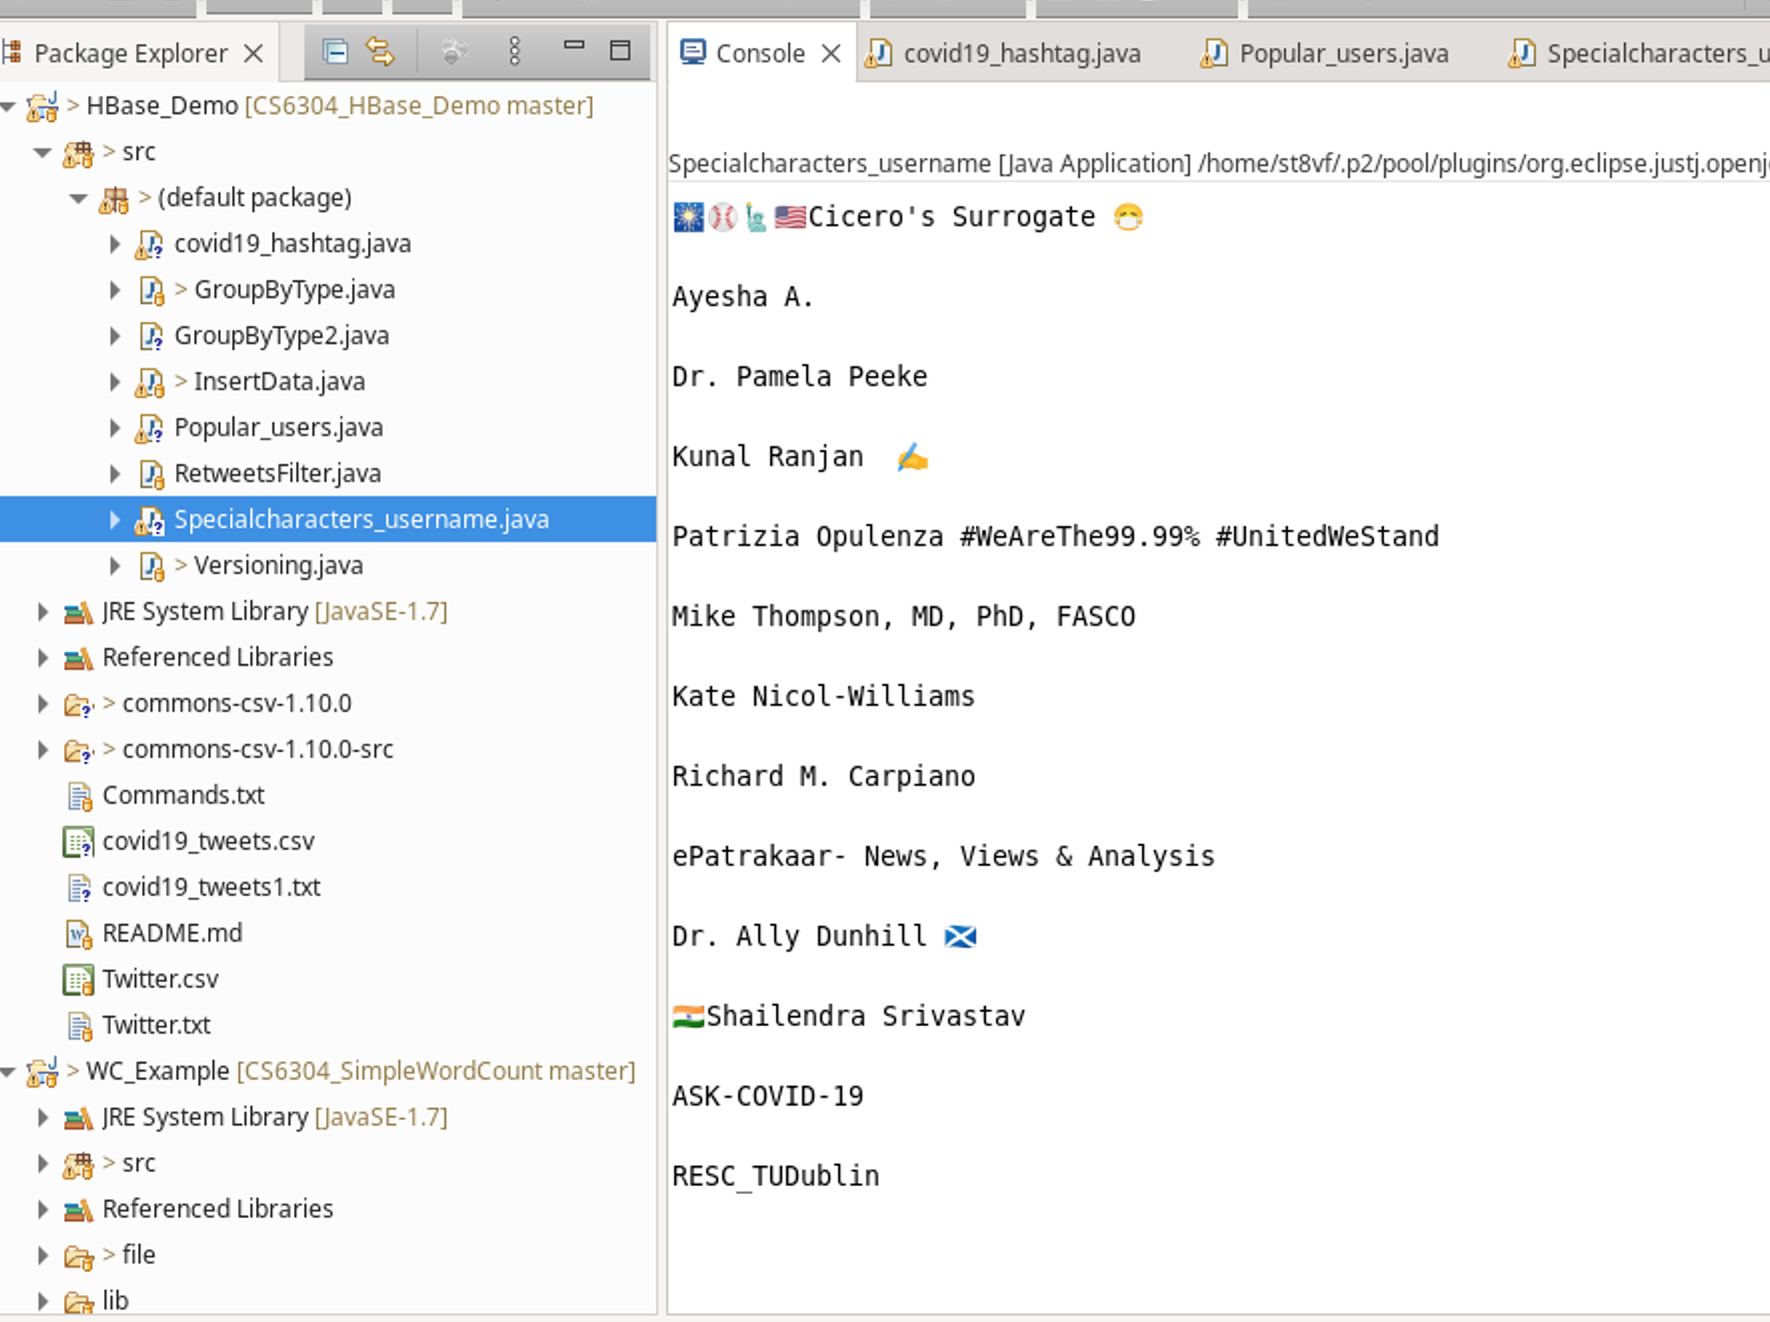 Package Explorer
> HBase_Demo [CS6304_HBase_Demo master]
> src
> (default package)
covid19_hashtag.java
> GroupByType.java
GroupByType2.java
> InsertData.java
Popular_users.java
RetweetsFilter.java
Specialcharacters_username.java
> Versioning.java
JRE System Library [JavaSE-1.7]
Referenced Libraries
> commons-csv-1.10.0
> commons-csv-1.10.0-src
Commands.txt
covid19_tweets.csv
covid19_tweets1.txt
README.md
Twitter.csv
Twitter.txt
> WC_Example [CS6304_SimpleWordCount master]
JRE System Library [JavaSE-1.7]
> src
Referenced Libraries
> file
lib
Console covid19_hashtag.java Popular_users.java Specialcharacters_u
Specialcharacters_username [Java Application] /home/st8vf/.p2/pool/plugins/org.eclipse.justj.openj
🎆⚾🗽🇺🇸Cicero's Surrogate 😷
Ayesha A.
Dr. Pamela Peeke
Kunal Ranjan ✍
Patrizia Opulenza #WeAreThe99.99% #UnitedWeStand
Mike Thompson, MD, PhD, FASCO
Kate Nicol-Williams
Richard M. Carpiano
ePatrakaar- News, Views & Analysis
Dr. Ally Dunhill 🏴󠁧󠁢󠁳󠁣󠁴󠁿
🇮🇳Shailendra Srivastav
ASK-COVID-19
RESC_TUDublin